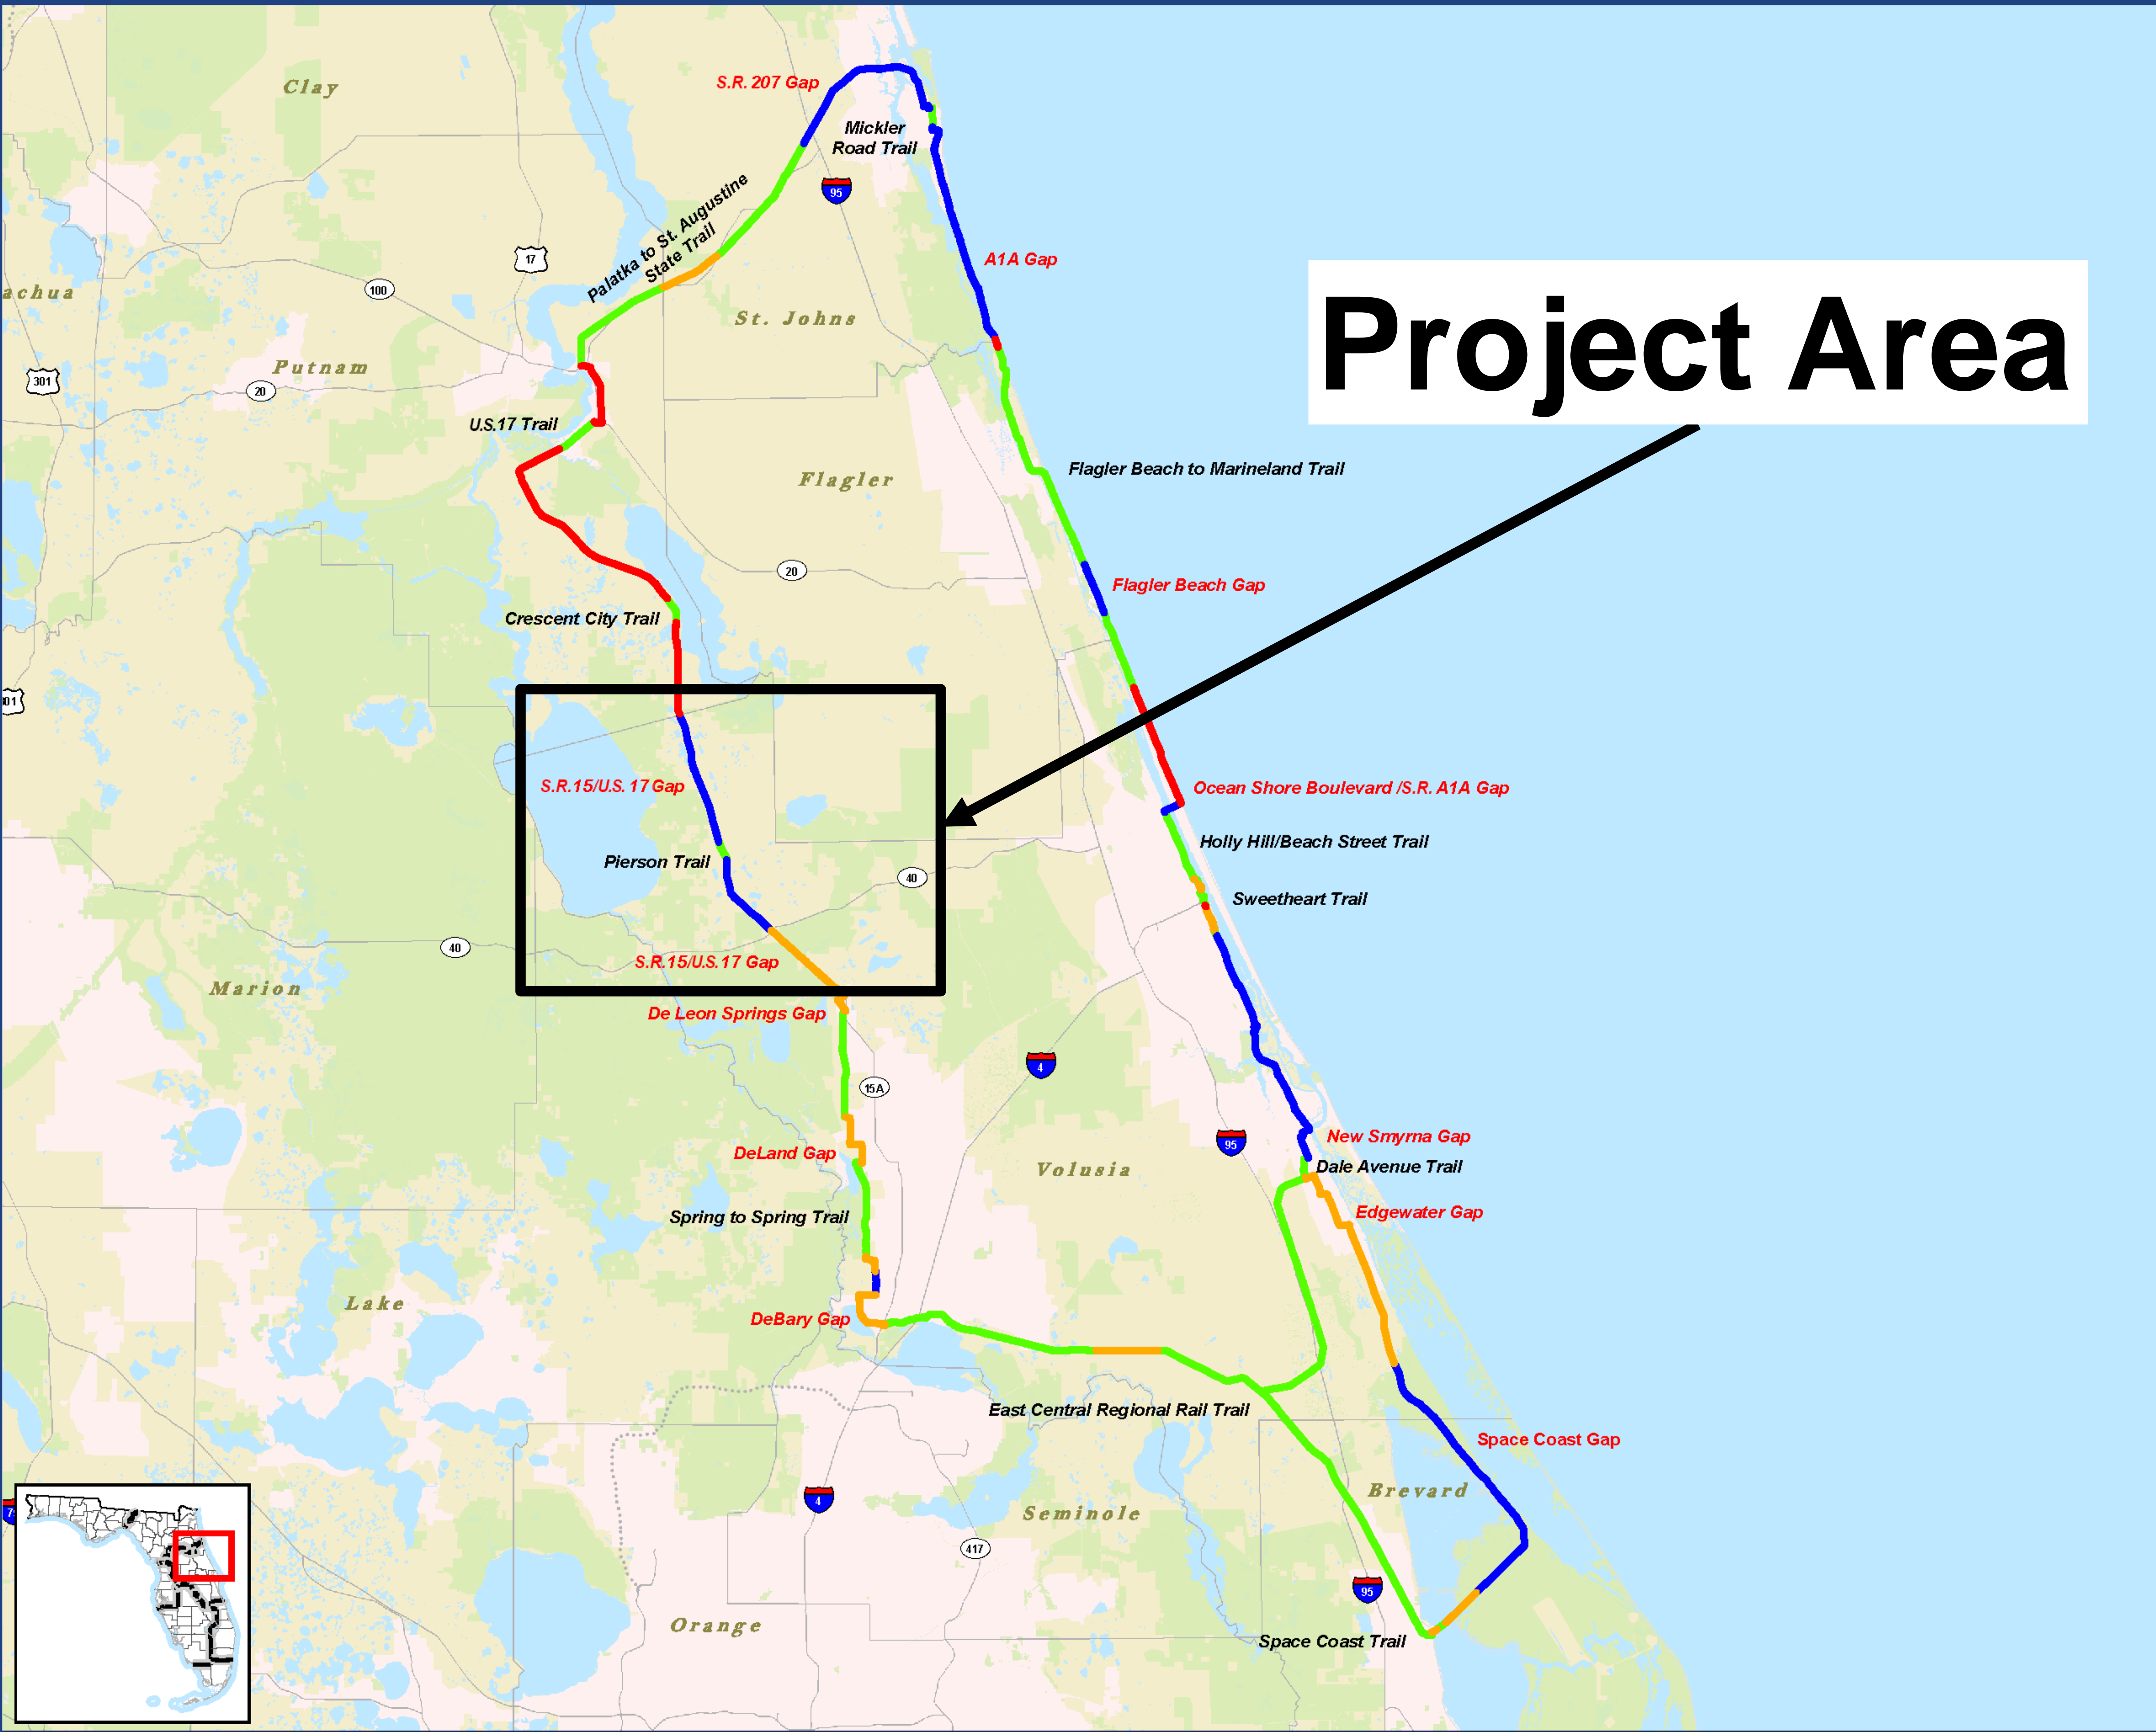 Clay
S.R. 207 Gap
Mickler
Road Trail
95
Palatka to St. Augustine
State Trail
17
A1A Gap
100
achua
St. Johns
Project Area
Putnam
301
20
U.S.17 Trail
Flagler Beach to Marineland Trail
Flagler
20
Flagler Beach Gap
Crescent City Trail
S.R.15/U.S. 17 Gap
Ocean Shore Boulevard /S.R. A1A Gap
Holly Hill/Beach Street Trail
Pierson Trail
40
Sweetheart Trail
40
S.R.15/U.S.17 Gap
Marion
De Leon Springs Gap
4
15A
95
New Smyrna Gap
DeLand Gap
Dale Avenue Trail
Volusia
Edgewater Gap
Spring to Spring Trail
Lake
DeBary Gap
East Central Regional Rail Trail
Space Coast Gap
Brevard
4
Seminole
417
95
Orange
Space Coast Trail